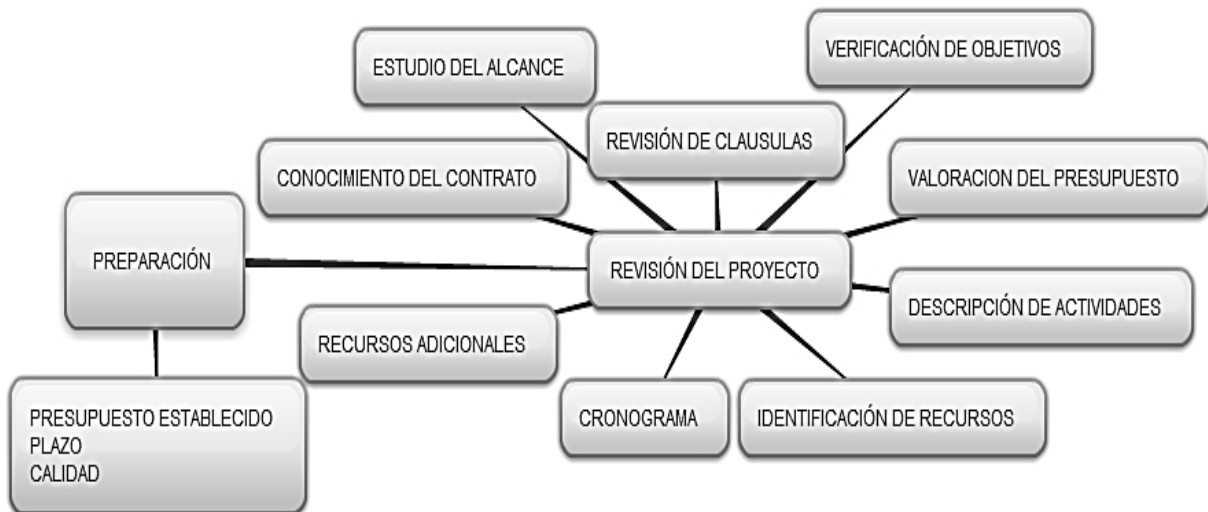 VERIFICACIÓN DE OBJETIVOS
ESTUDIO DEL ALCANCE
REVISIÓN DE CLAUSULAS
CONOCIMIENTO DEL CONTRATO
VALORACION DEL PRESUPUESTO
PREPARACIÓN
REVISIÓN DEL PROYECTO
DESCRIPCIÓN DE ACTIVIDADES
RECURSOS ADICIONALES
PRESUPUESTO ESTABLECIDO
PLAZO
CALIDAD
CRONOGRAMA
IDENTIFICACIÓN DE RECURSOS